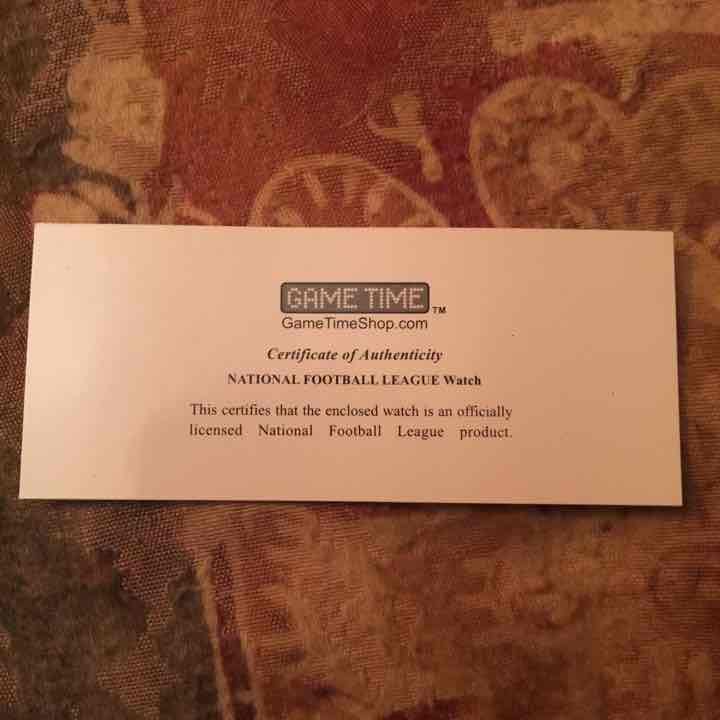 GAME TIME TM
GameTimeShop.com
Certificate of Authenticity
NATIONAL FOOTBALL LEAGUE Watch
This certifies that the enclosed watch is an officially
licensed National Football League product.